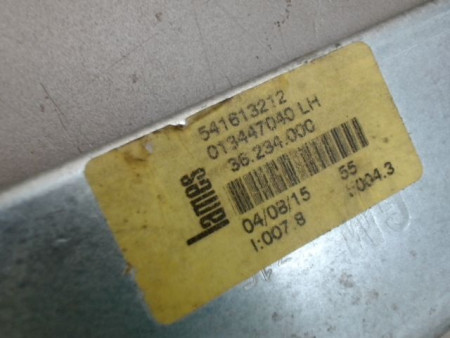 541613212
013447040 LH
36.234.000
lames
04/08/15 55
I:007.8 I:004.3